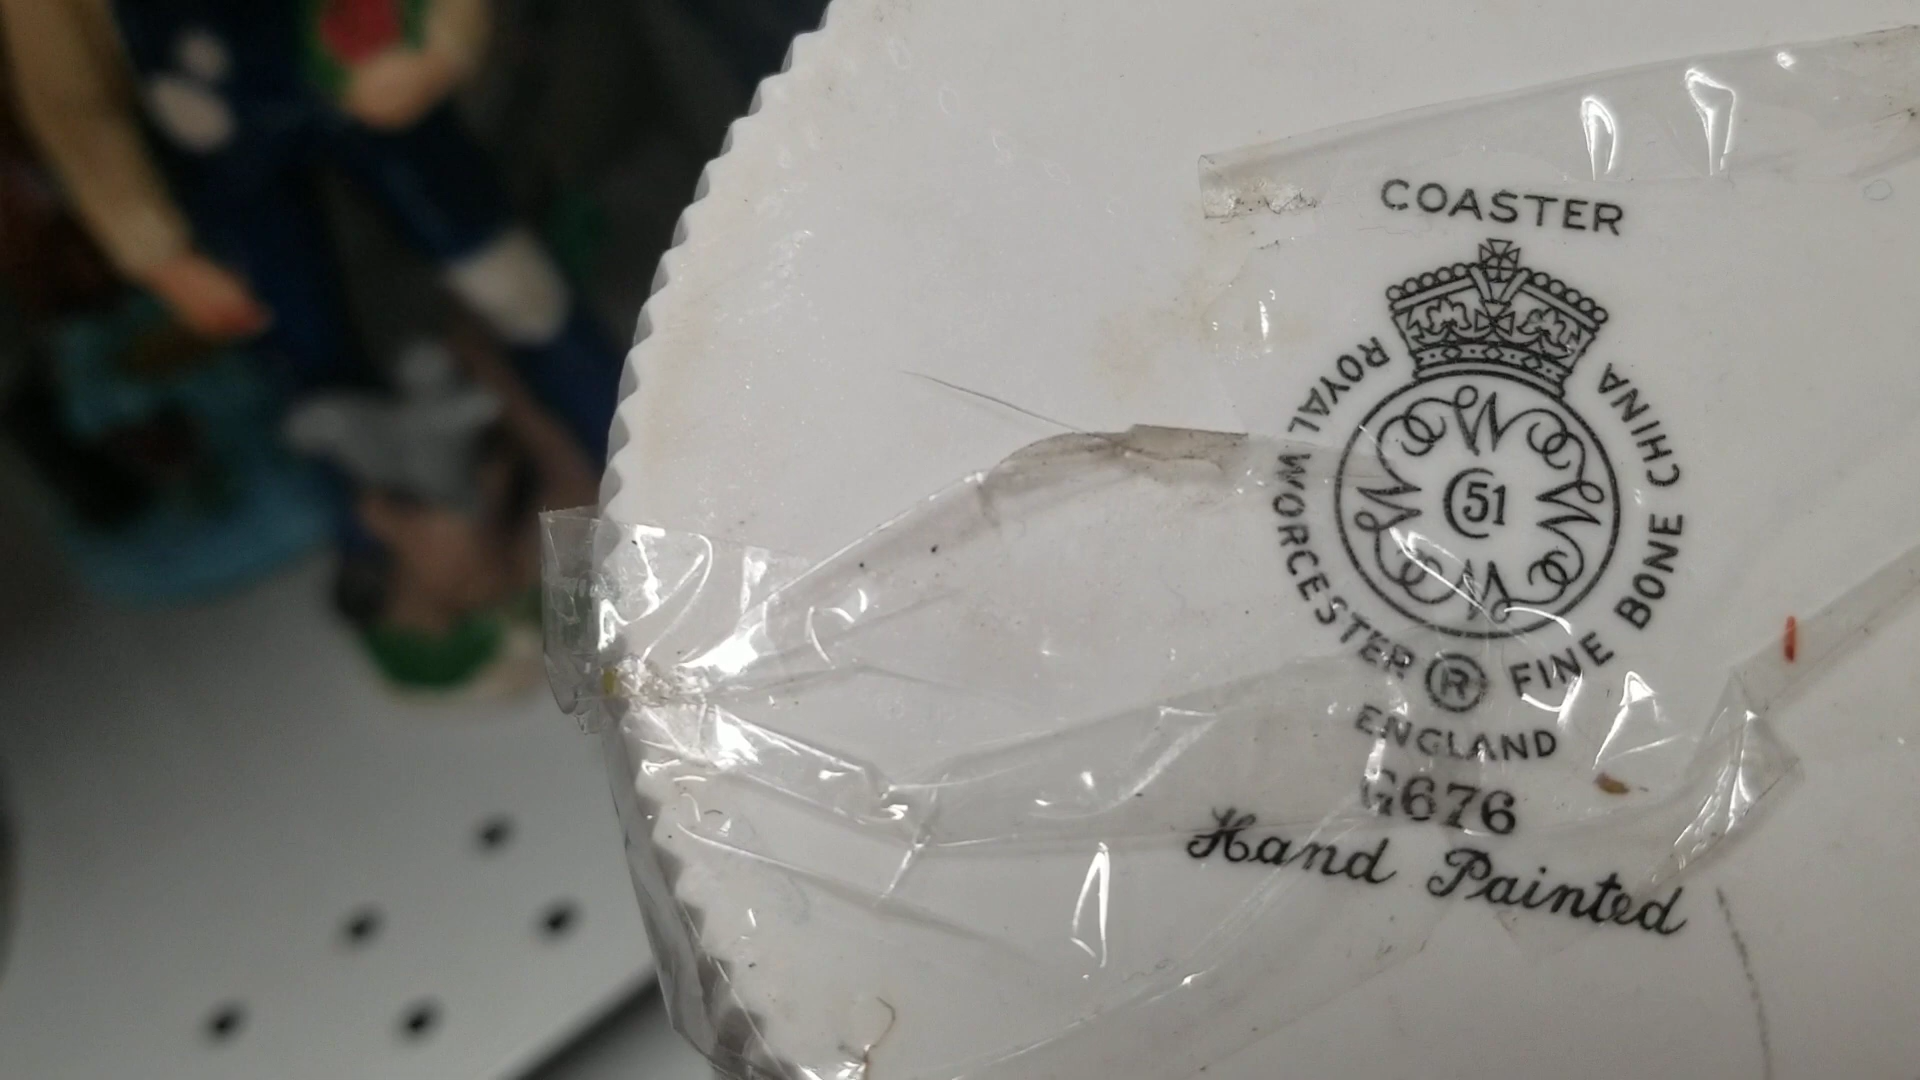 COASTER
ROYAL WORCESTER ® FINE BONE CHINA
51
ENGLAND
G676
Hand Painted